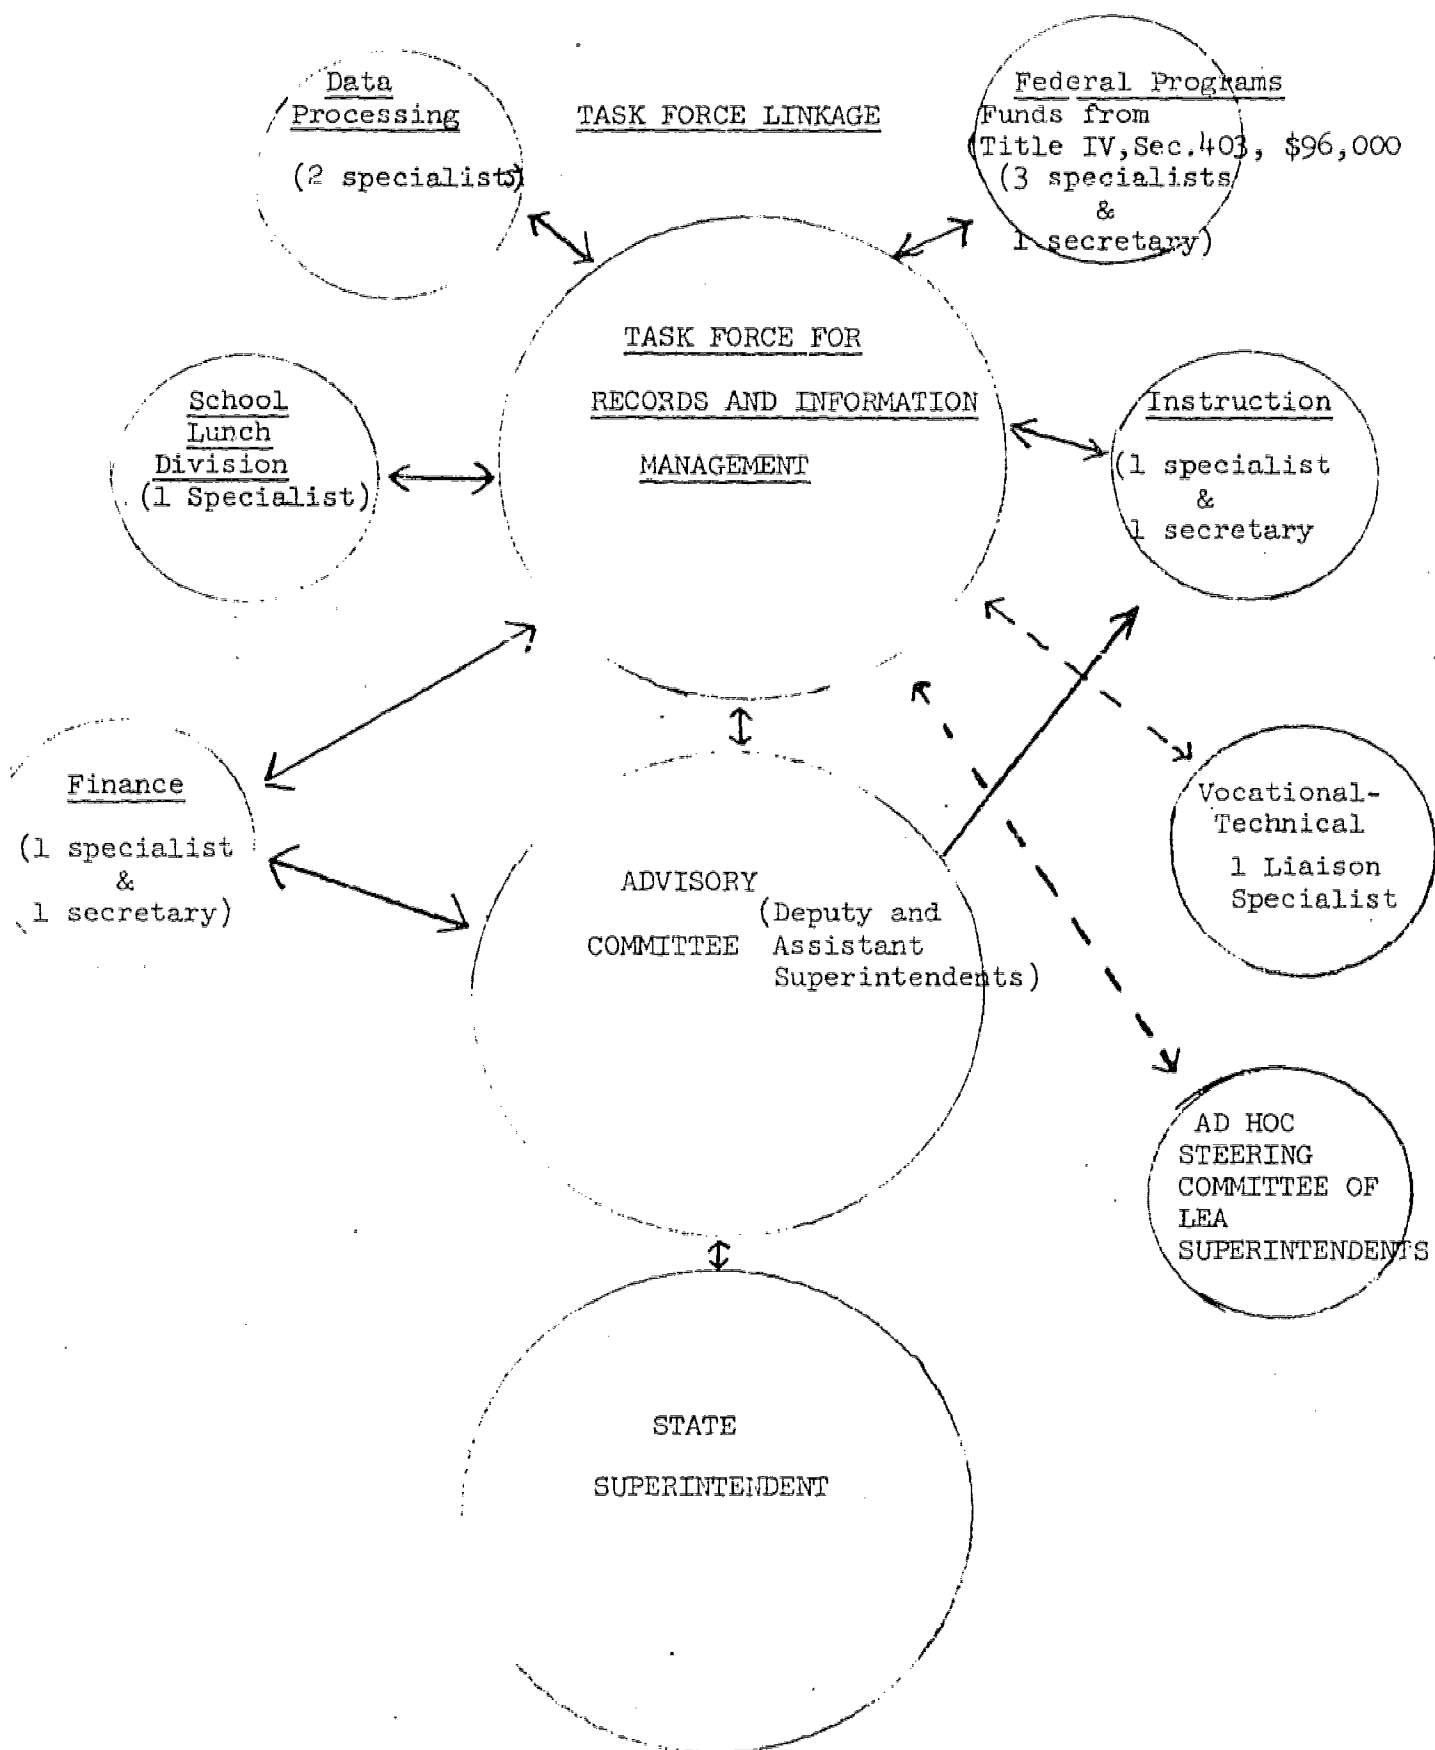 TASK FORCE LINKAGE
Data
Processing
(2 specialists)
Federal Programs
Funds from
(Title IV,Sec.403, $96,000
(3 specialists
&
1 secretary)
TASK FORCE FOR
RECORDS AND INFORMATION
MANAGEMENT
School
Lunch
Division
(1 Specialist)
Instruction
(1 specialist
&
1 secretary
Finance
(1 specialist
&
1 secretary)
Vocational-
Technical
1 Liaison
Specialist
ADVISORY
COMMITTEE
(Deputy and
Assistant
Superintendents)
AD HOC
STEERING
COMMITTEE OF
LEA
SUPERINTENDENTS
STATE
SUPERINTENDENT